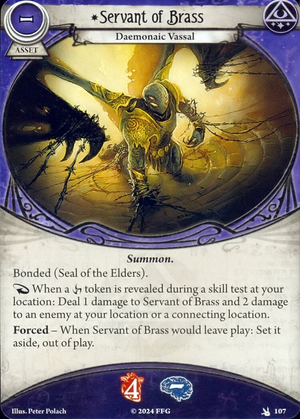 Servant of Brass
ASSET
Daemonaic Vassal
Summon.
Bonded (Seal of the Elders).
When a token is revealed during a skill test at your
location: Deal 1 damage to Servant of Brass and 2 damage
to an enemy at your location or a connecting location.
Forced – When Servant of Brass would leave play: Set it
aside, out of play.
4
Illus. Peter Polach
© 2024 FFG
107